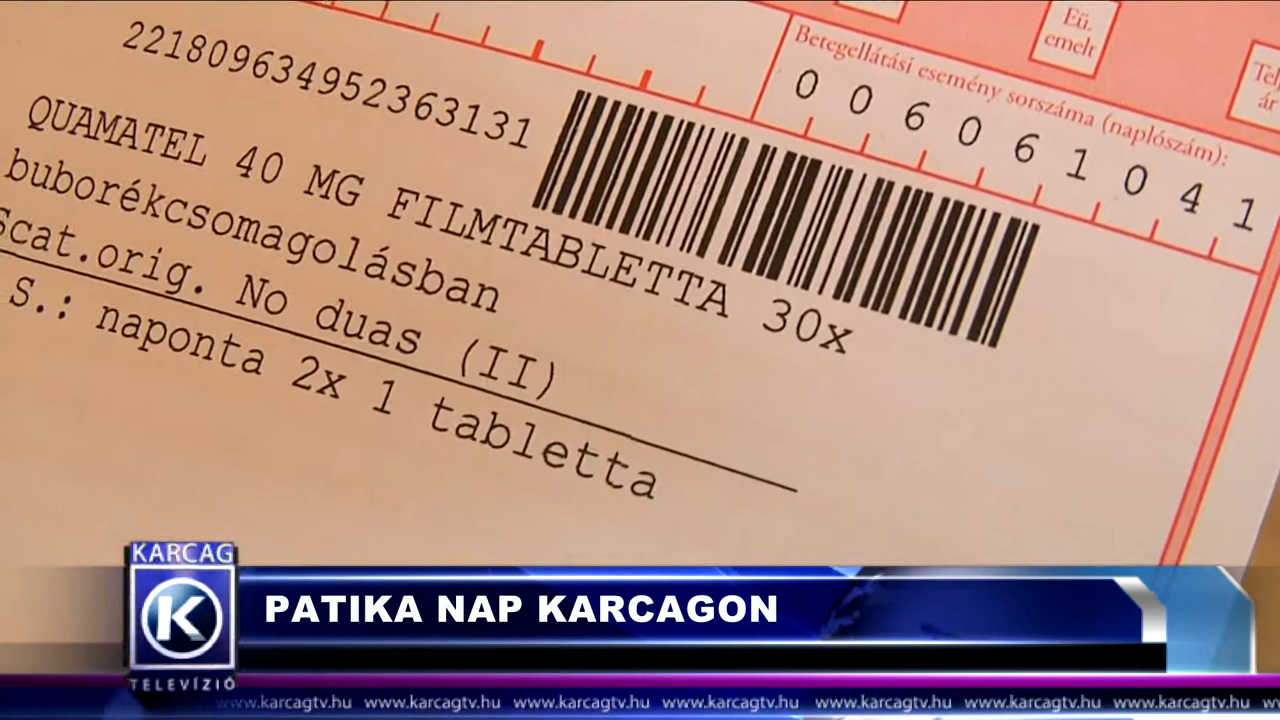 Eü.
emelt
Betegellátási esemény sorszáma (naplószám):
0 0 6 0 6 1 0 4 1
221809634952363131
QUAMATEL 40 MG FILMTABLETTA 30x
buborékcsomagolásban
Scat.orig. No duas (II)
S.: naponta 2x 1 tabletta
KARCAG
K
TELEVÍZIÓ
PATIKA NAP KARCAGON
www.karcagtv.hu www.karcagtv.hu www.karcagtv.hu www.karcagtv.hu www.karcagtv.hu www.karcagtv.hu www.karcagtv.hu